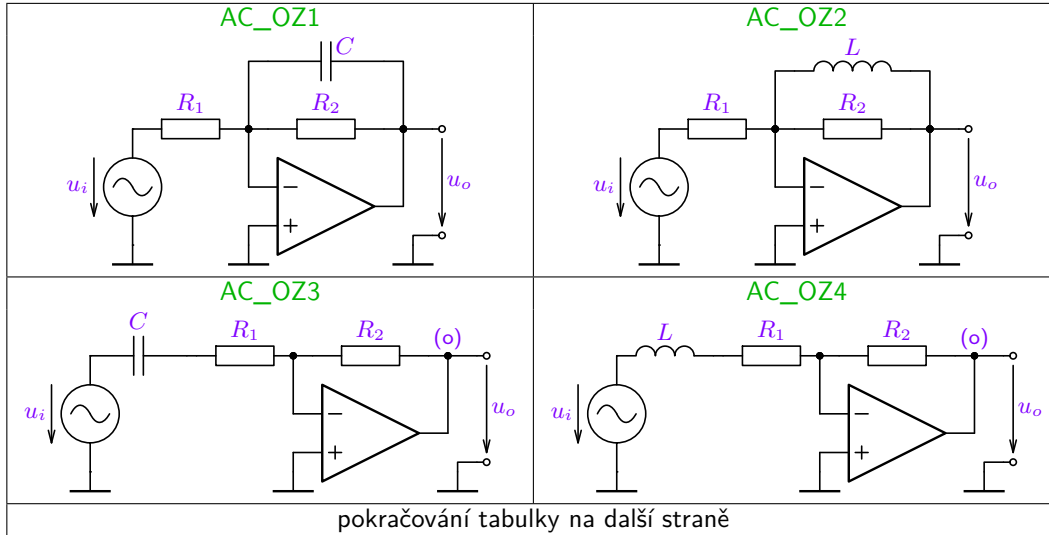 AC_OZ1
C
R1
R2
ui
−
+
uo
AC_OZ2
L
R1
R2
ui
−
+
uo
AC_OZ3
C
R1
R2
(o)
ui
−
+
uo
AC_OZ4
L
R1
R2
(o)
ui
−
+
uo
pokračování tabulky na další straně